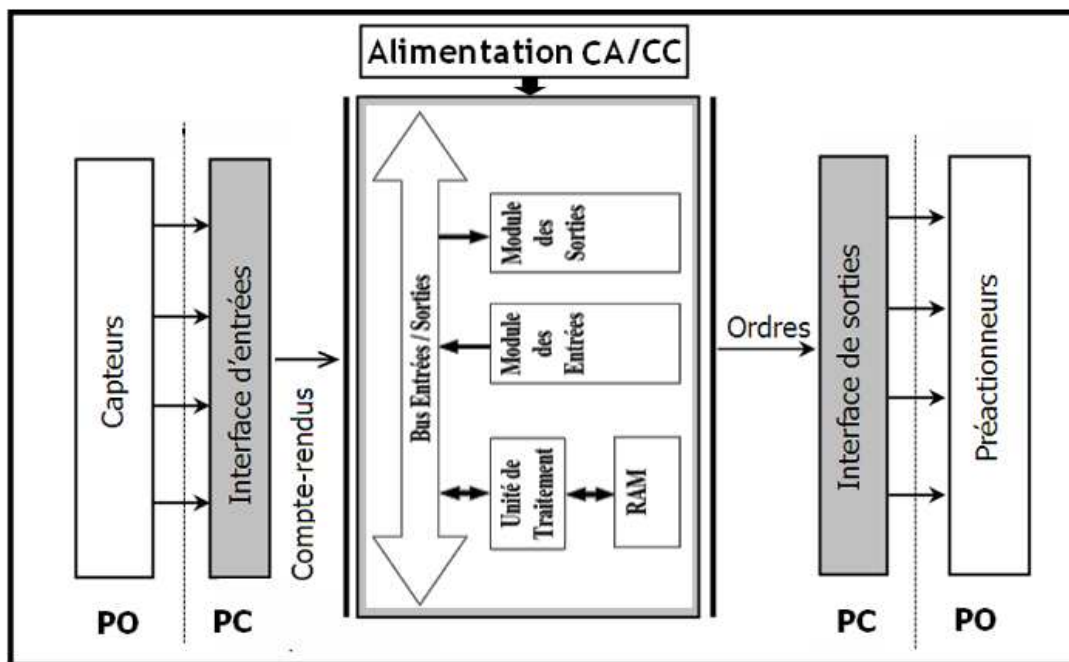 Alimentation CA/CC
Capteurs
Interface d'entrées
Compte-rendus
Bus Entrées / Sorties
Module
des
Sorties
Module
des
Entrées
Unité de
Traitement
RAM
Ordres
Interface de sorties
Préactionneurs
PO
PC
PC
PO